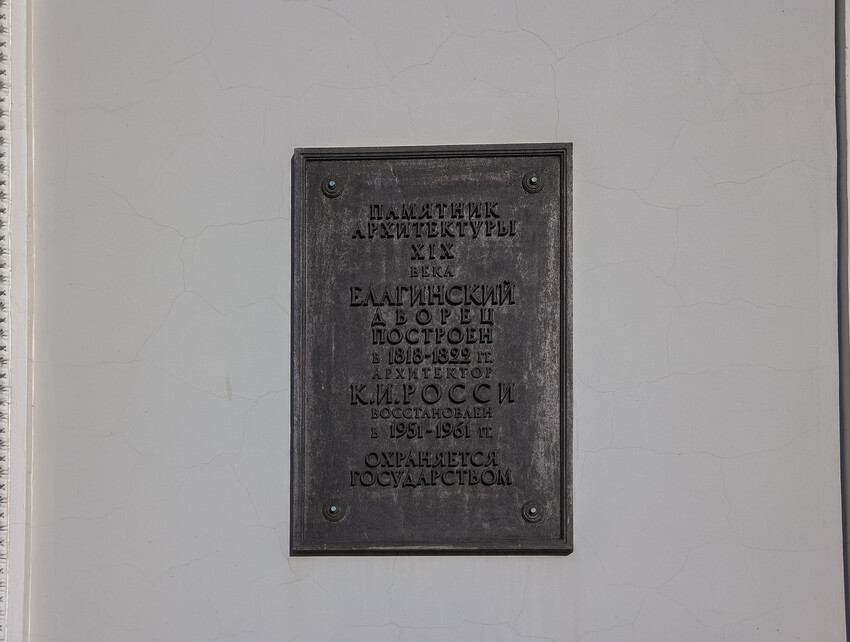 ПАМЯТНИК
АРХИТЕКТУРЫ
XIX
ВЕКА
ЕЛАГИНСКИЙ
ДВОРЕЦ
ПОСТРОЕН
В 1818-1822 ГГ.
АРХИТЕКТОР
К.И.РОССИ
ВОССТАНОВЛЕН
В 1951-1961 ГГ.
ОХРАНЯЕТСЯ
ГОСУДАРСТВОМ